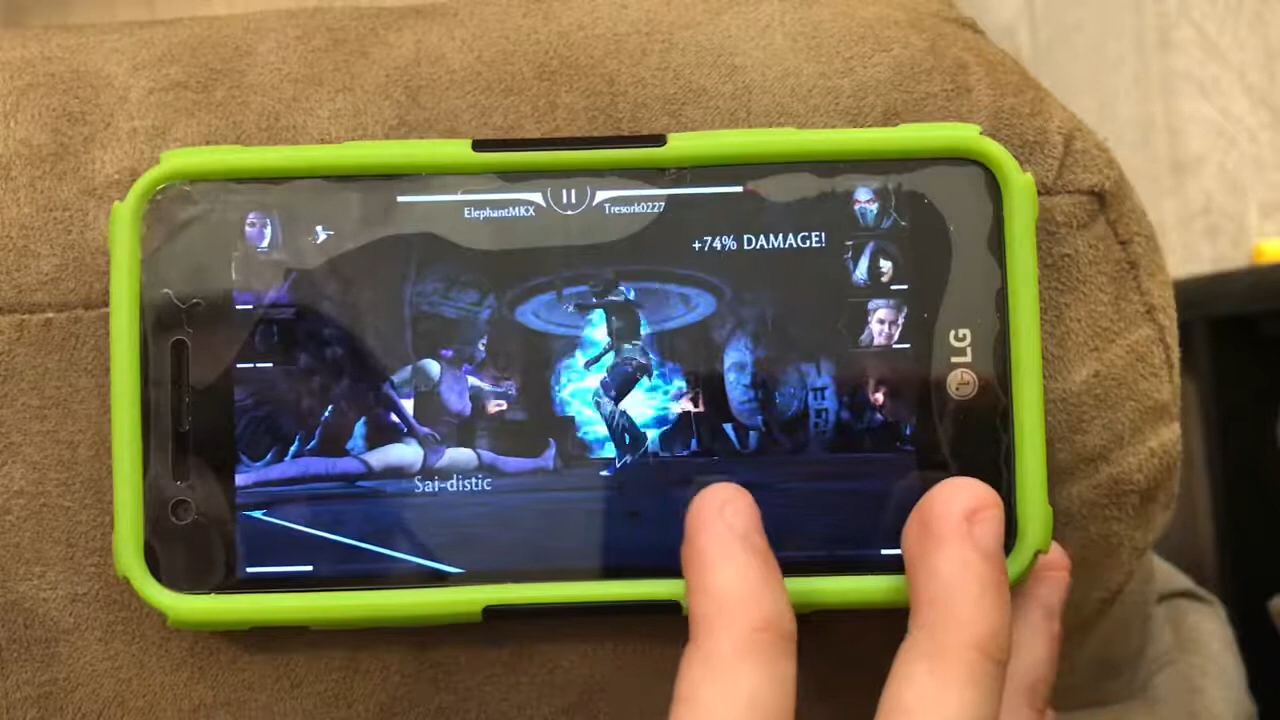 ElephantMKX
Tresork0227
+74% DAMAGE!
LG
Sai-distic